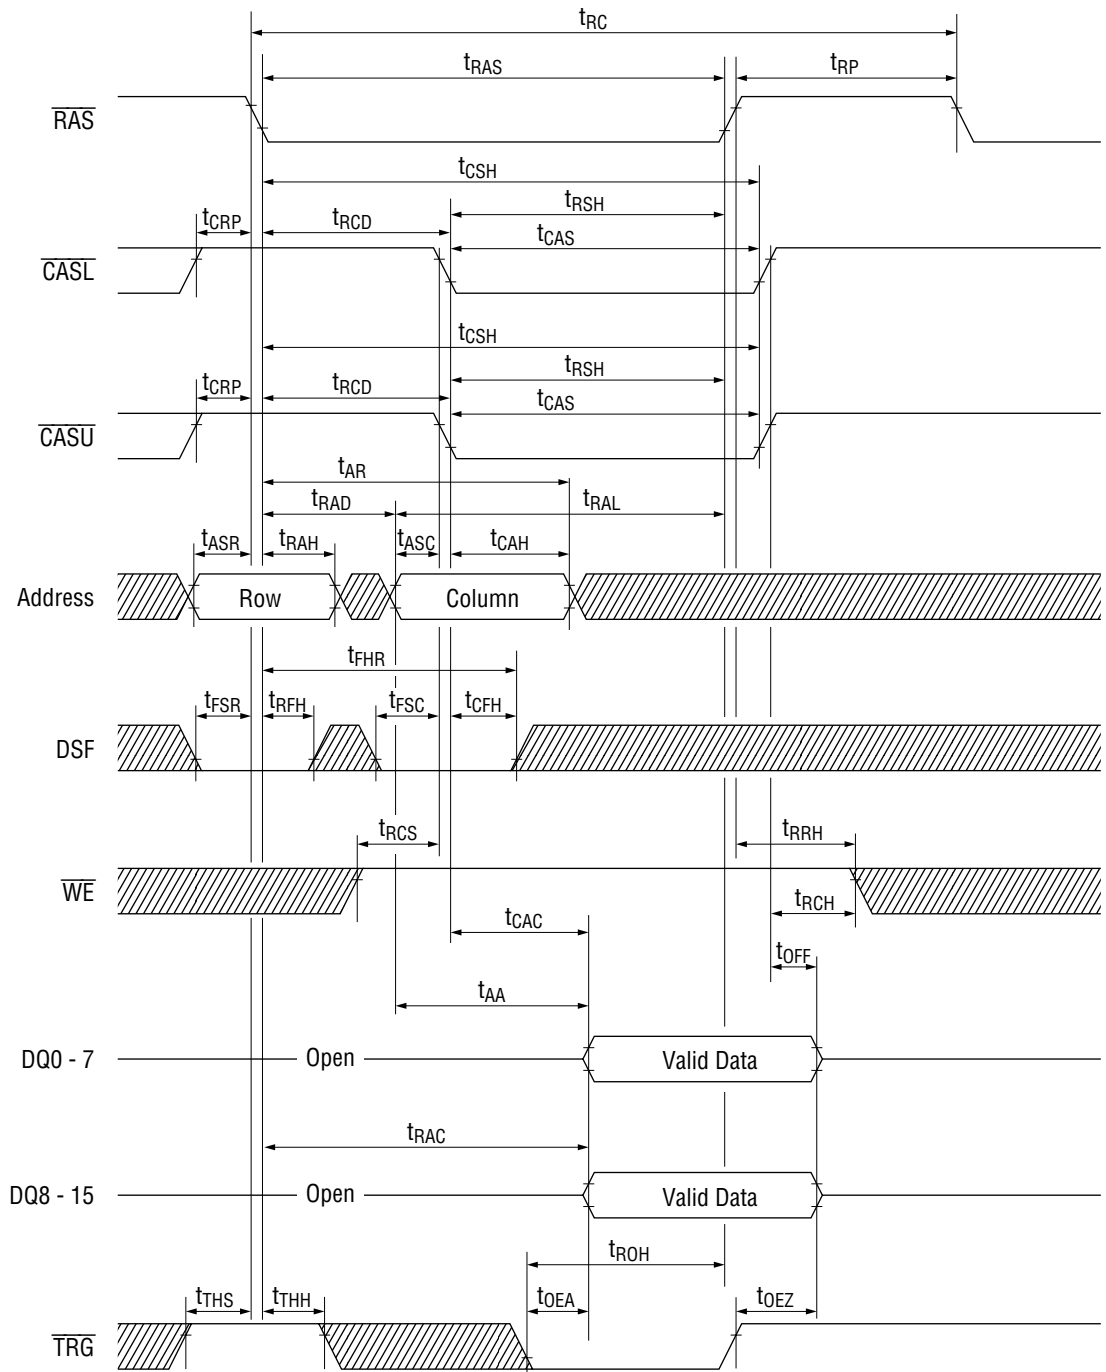 tRC
tRAS tRP
RAS
tCSH
tRSH
tCRP tRCD tCAS
CASL
tCSH
tRSH
tCRP tRCD tCAS
CASU
tAR
tRAD tRAL
tASR tRAH tASC tCAH
Address Row Column
tFHR
tFSR tRFH tFSC tCFH
DSF
tRCS tRRH
WE
tRCH
tCAC
tOFF
tAA
DQ0 - 7 Open Valid Data
tRAC
DQ8 - 15 Open Valid Data
tROH
tTHS tTHH tOEA tOEZ
TRG